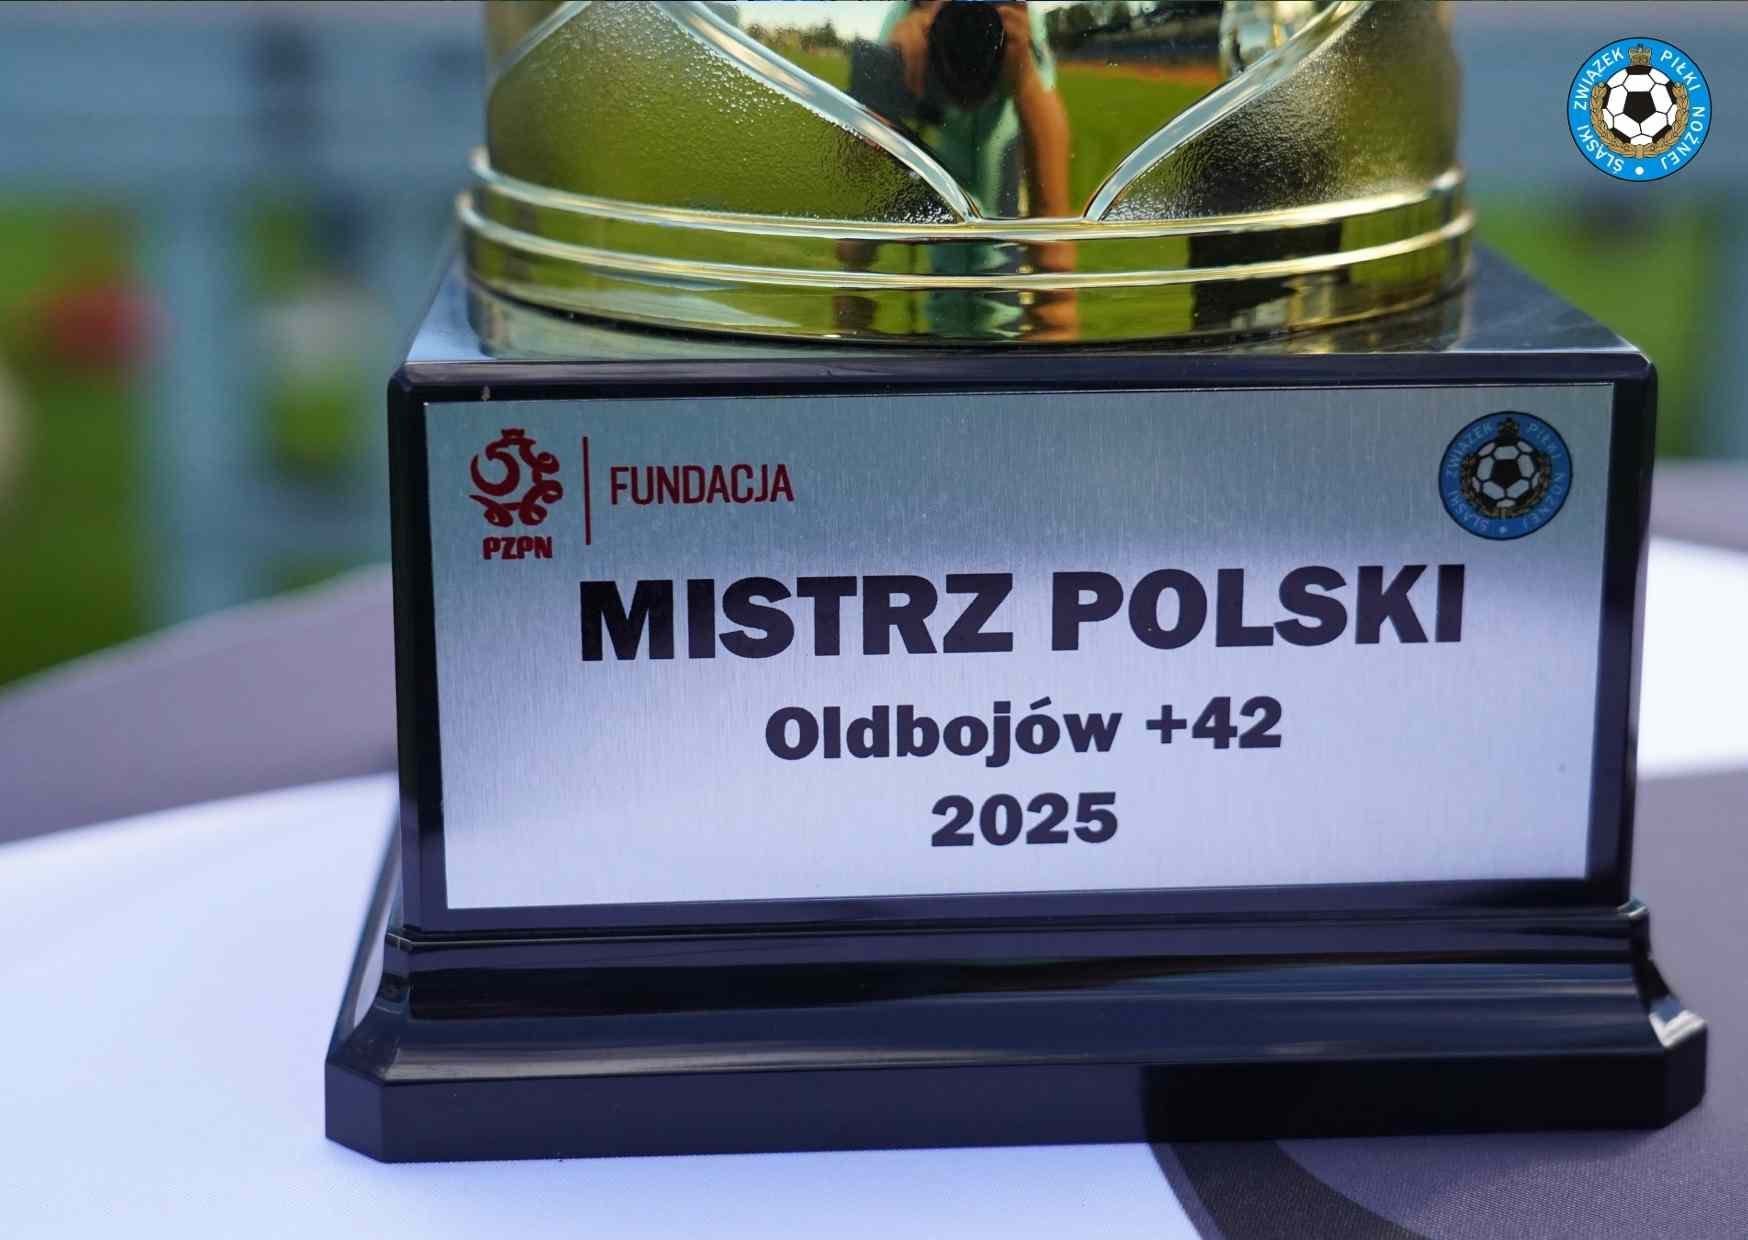 ŚLĄSKI ZWIĄZEK PIŁKI NOŻNEJ
FUNDACJA
PZPN
ŚLĄSKI ZWIĄZEK PIŁKI NOŻNEJ
MISTRZ POLSKI
Oldbojów +42
2025